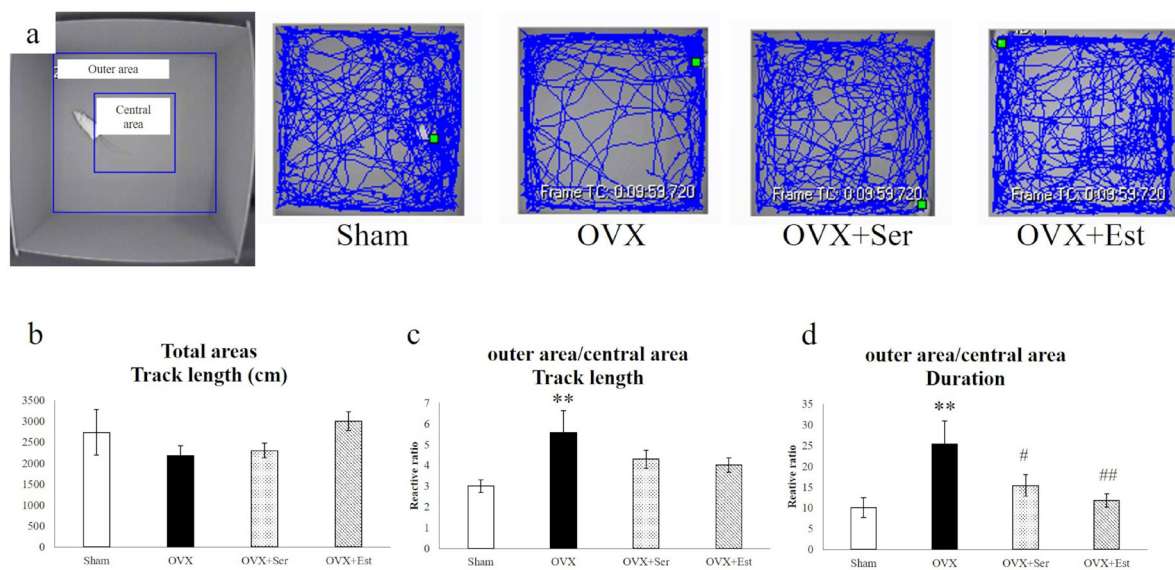 a
Outer area
Central
area
Frame TC: 0:09:59.720
Frame TC: 0:09:59.720
Frame TC: 0:09:59.720
Sham
OVX
OVX+Ser
OVX+Est
b
Total areas
Track length (cm)
3500
3000
2500
2000
1500
1000
500
0
Sham
OVX
OVX+Ser
OVX+Est
c
outer area/central area
Track length
**
Reactive ratio
7
6
5
4
3
2
1
0
Sham
OVX
OVX+Ser
OVX+Est
d
outer area/central area
Duration
**
#
##
Reative ratio
35
30
25
20
15
10
5
0
Sham
OVX
OVX+Ser
OVX+Est